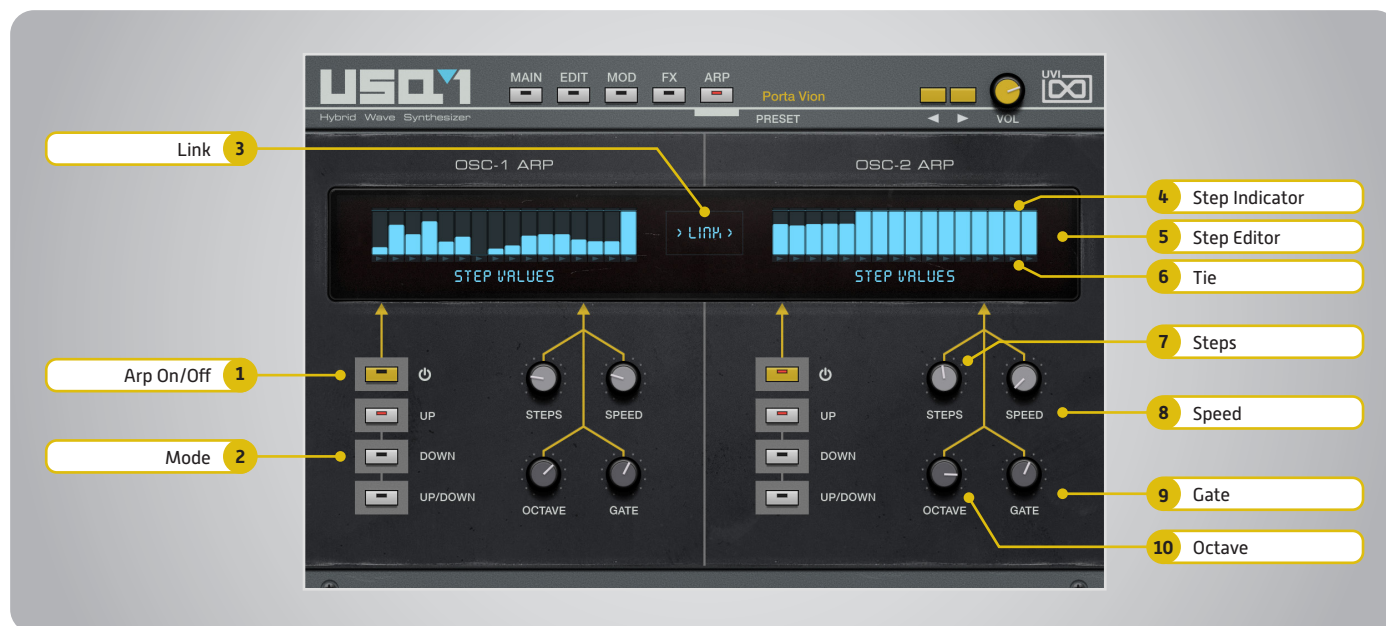 USQ-1
Hybrid Wave Synthesizer
MAIN EDIT MOD FX ARP
Porta Vion
PRESET
VOL
UVI
OSC-1 ARP
OSC-2 ARP
Link 3
> LINK >
STEP VALUES
STEP VALUES
4 Step Indicator
5 Step Editor
6 Tie
Arp On/Off 1
Mode 2
UP
DOWN
UP/DOWN
STEPS
SPEED
OCTAVE
GATE
UP
DOWN
UP/DOWN
STEPS
SPEED
OCTAVE
GATE
7 Steps
8 Speed
9 Gate
10 Octave